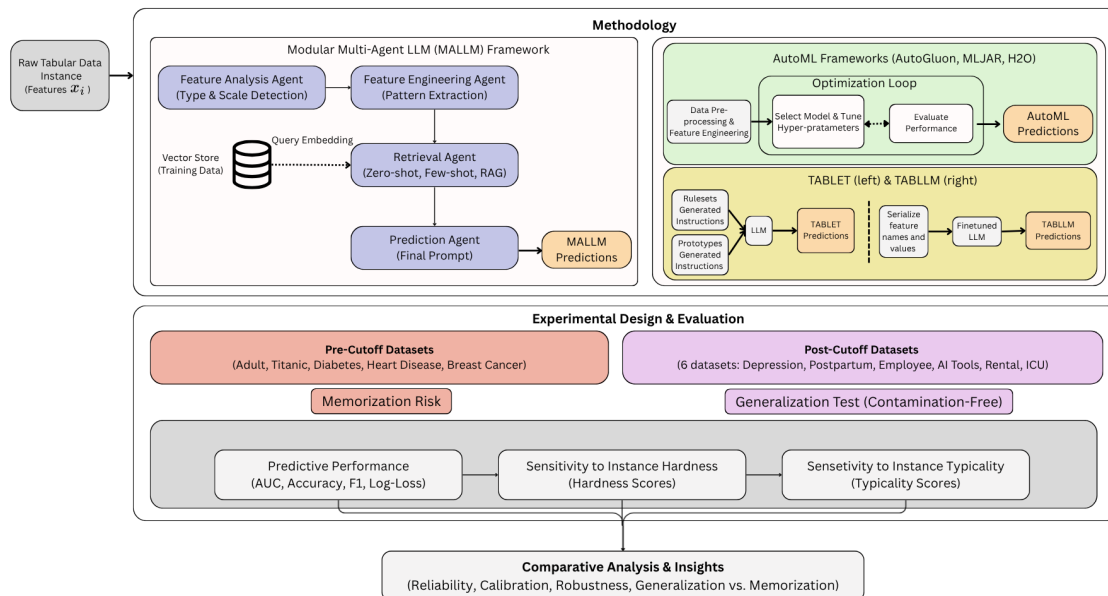 Methodology
Raw Tabular Data
Instance
(Features x_i )
Modular Multi-Agent LLM (MALLM) Framework
Feature Analysis Agent
(Type & Scale Detection)
Feature Engineering Agent
(Pattern Extraction)
Query Embedding
Vector Store
(Training Data)
Retrieval Agent
(Zero-shot, Few-shot, RAG)
Prediction Agent
(Final Prompt)
MALLM
Predictions
AutoML Frameworks (AutoGluon, MLJAR, H2O)
Optimization Loop
Data Pre-
processing &
Feature Engineering
Select Model & Tune
Hyper-pratameters
Evaluate
Performance
AutoML
Predictions
TABLET (left) & TABLLM (right)
Rulesets
Generated
Instructions
Prototypes
Generated
Instructions
LLM
TABLET
Predictions
Serialize
feature
names and
values
Finetuned
LLM
TABLLM
Predictions
Experimental Design & Evaluation
Pre-Cutoff Datasets
(Adult, Titanic, Diabetes, Heart Disease, Breast Cancer)
Post-Cutoff Datasets
(6 datasets: Depression, Postpartum, Employee, AI Tools, Rental, ICU)
Memorization Risk
Generalization Test (Contamination-Free)
Predictive Performance
(AUC, Accuracy, F1, Log-Loss)
Sensitivity to Instance Hardness
(Hardness Scores)
Sensetivity to Instance Typicality
(Typicality Scores)
Comparative Analysis & Insights
(Reliability, Calibration, Robustness, Generalization vs. Memorization)